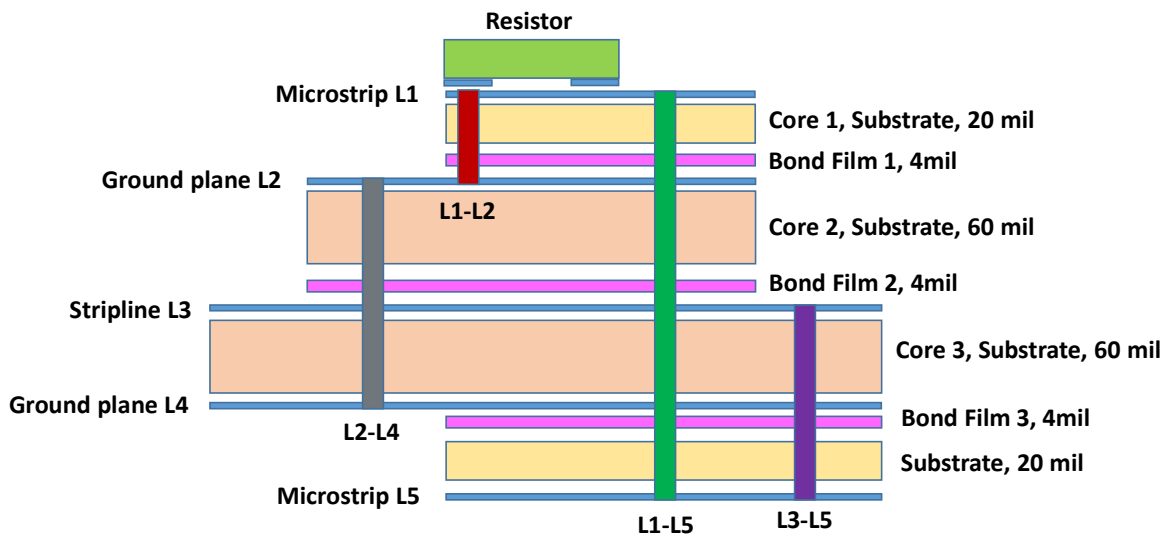 Resistor
Microstrip L1
Core 1, Substrate, 20 mil
Bond Film 1, 4mil
Ground plane L2
L1-L2
Core 2, Substrate, 60 mil
Bond Film 2, 4mil
Stripline L3
Core 3, Substrate, 60 mil
Ground plane L4
Bond Film 3, 4mil
L2-L4
Substrate, 20 mil
Microstrip L5
L1-L5
L3-L5